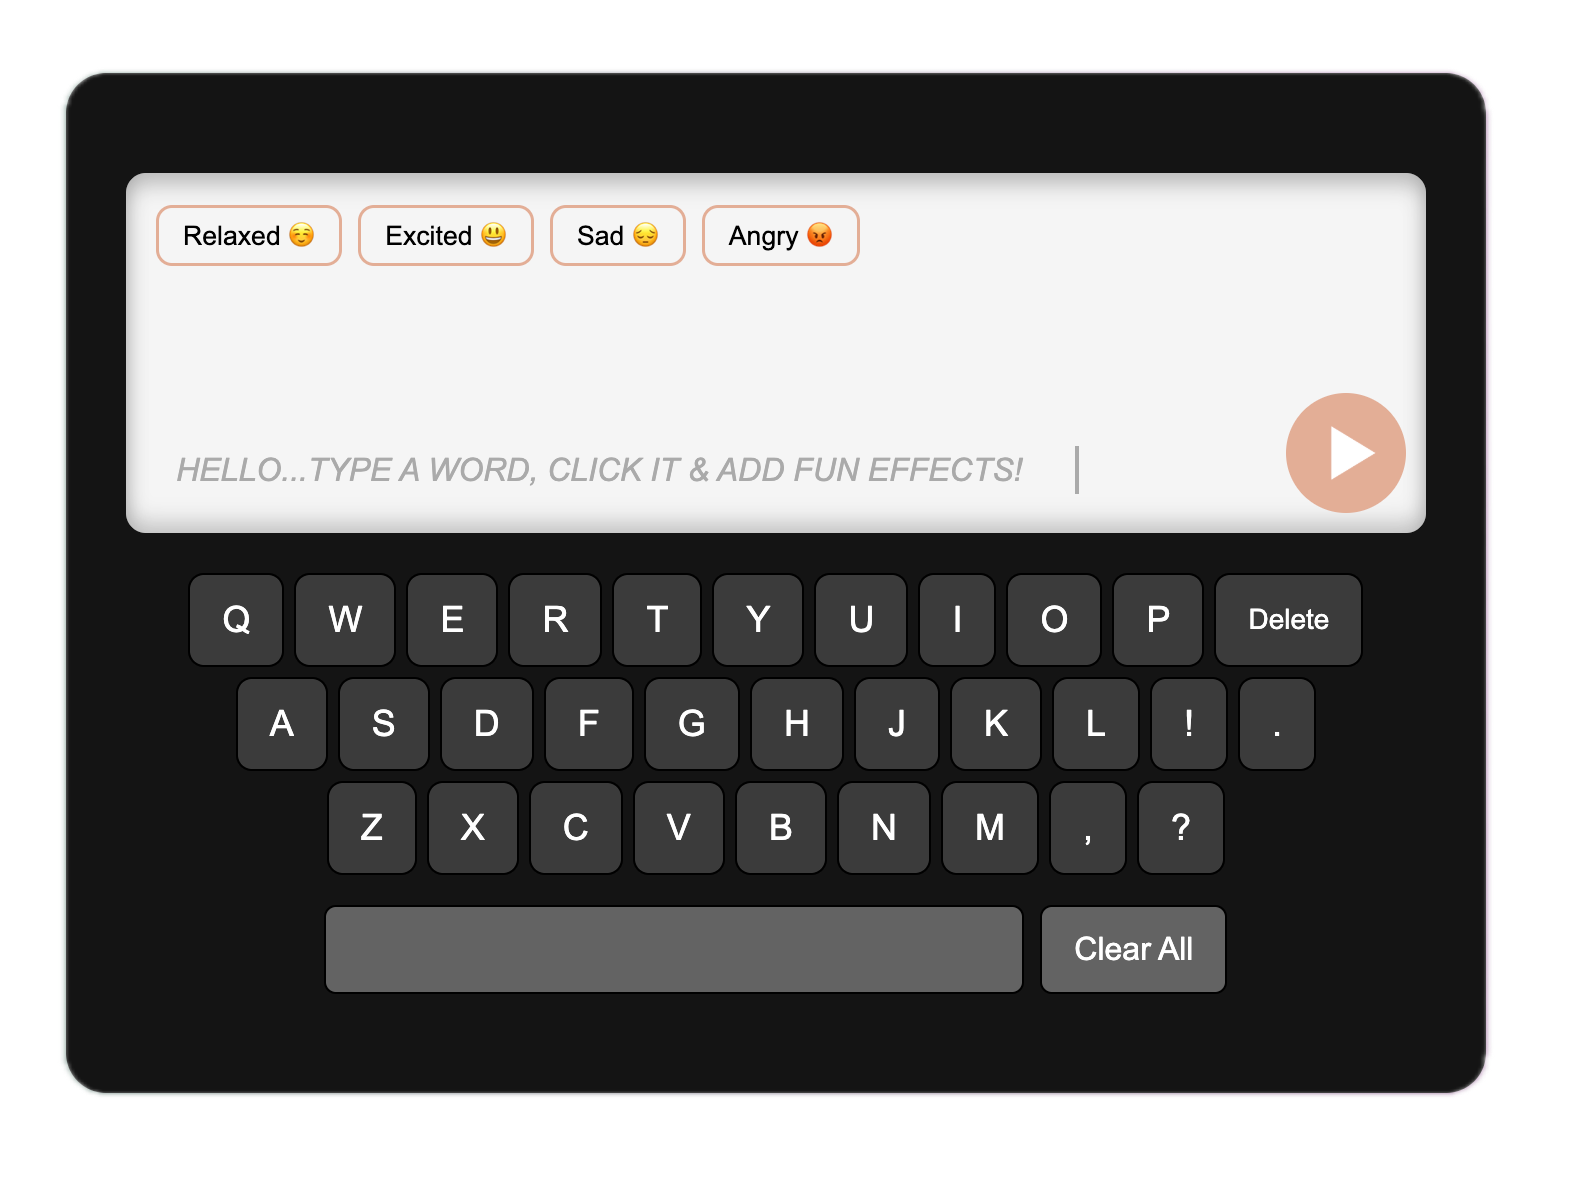 Relaxed ☺️ Excited 😃 Sad 😔 Angry 😡
HELLO...TYPE A WORD, CLICK IT & ADD FUN EFFECTS!
Q W E R T Y U I O P Delete
A S D F G H J K L ! .
Z X C V B N M , ?
Clear All